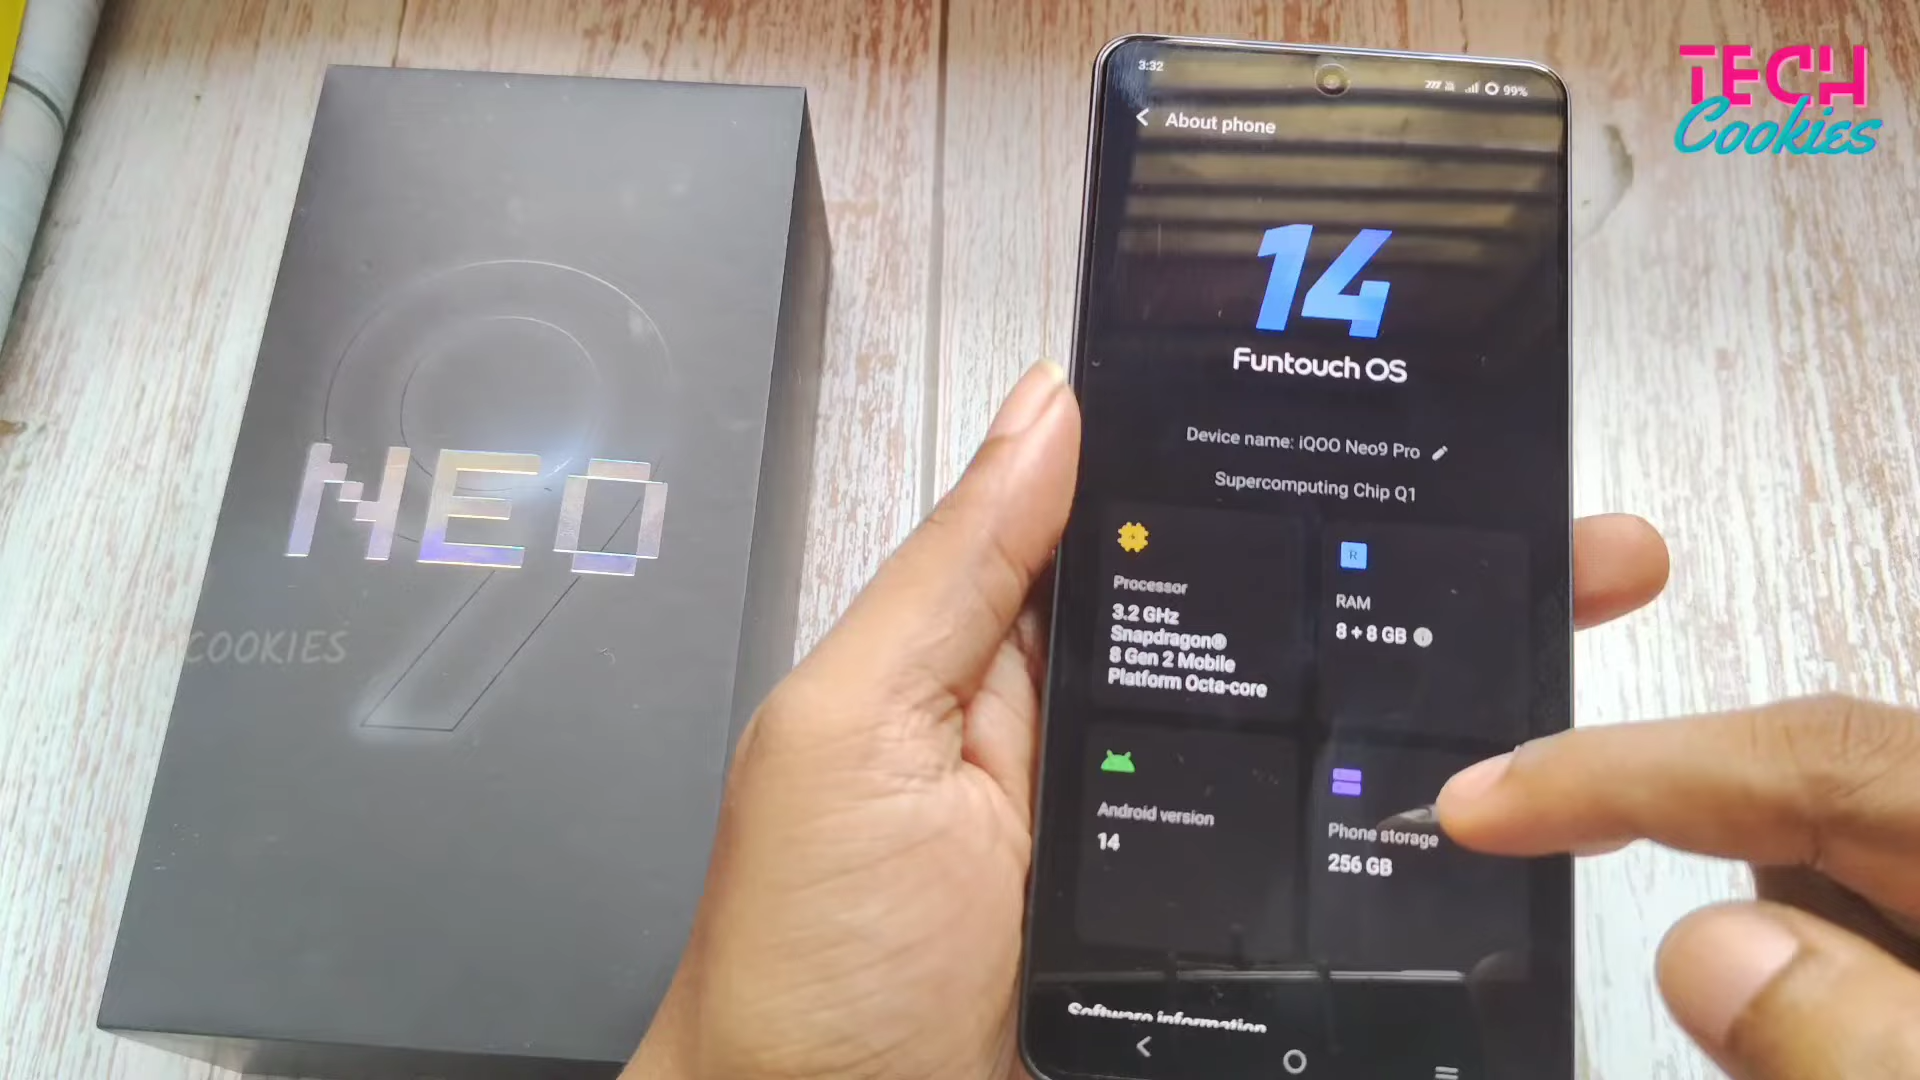 NEO
9
COOKIES
3:32
99%
About phone
14
Funtouch OS
Device name: iQOO Neo9 Pro
Supercomputing Chip Q1
Processor
3.2 GHz
Snapdragon®
8 Gen 2 Mobile
Platform Octa-core
R
RAM
8 + 8 GB
Android version
14
Phone storage
256 GB
Software information
TECH
Cookies